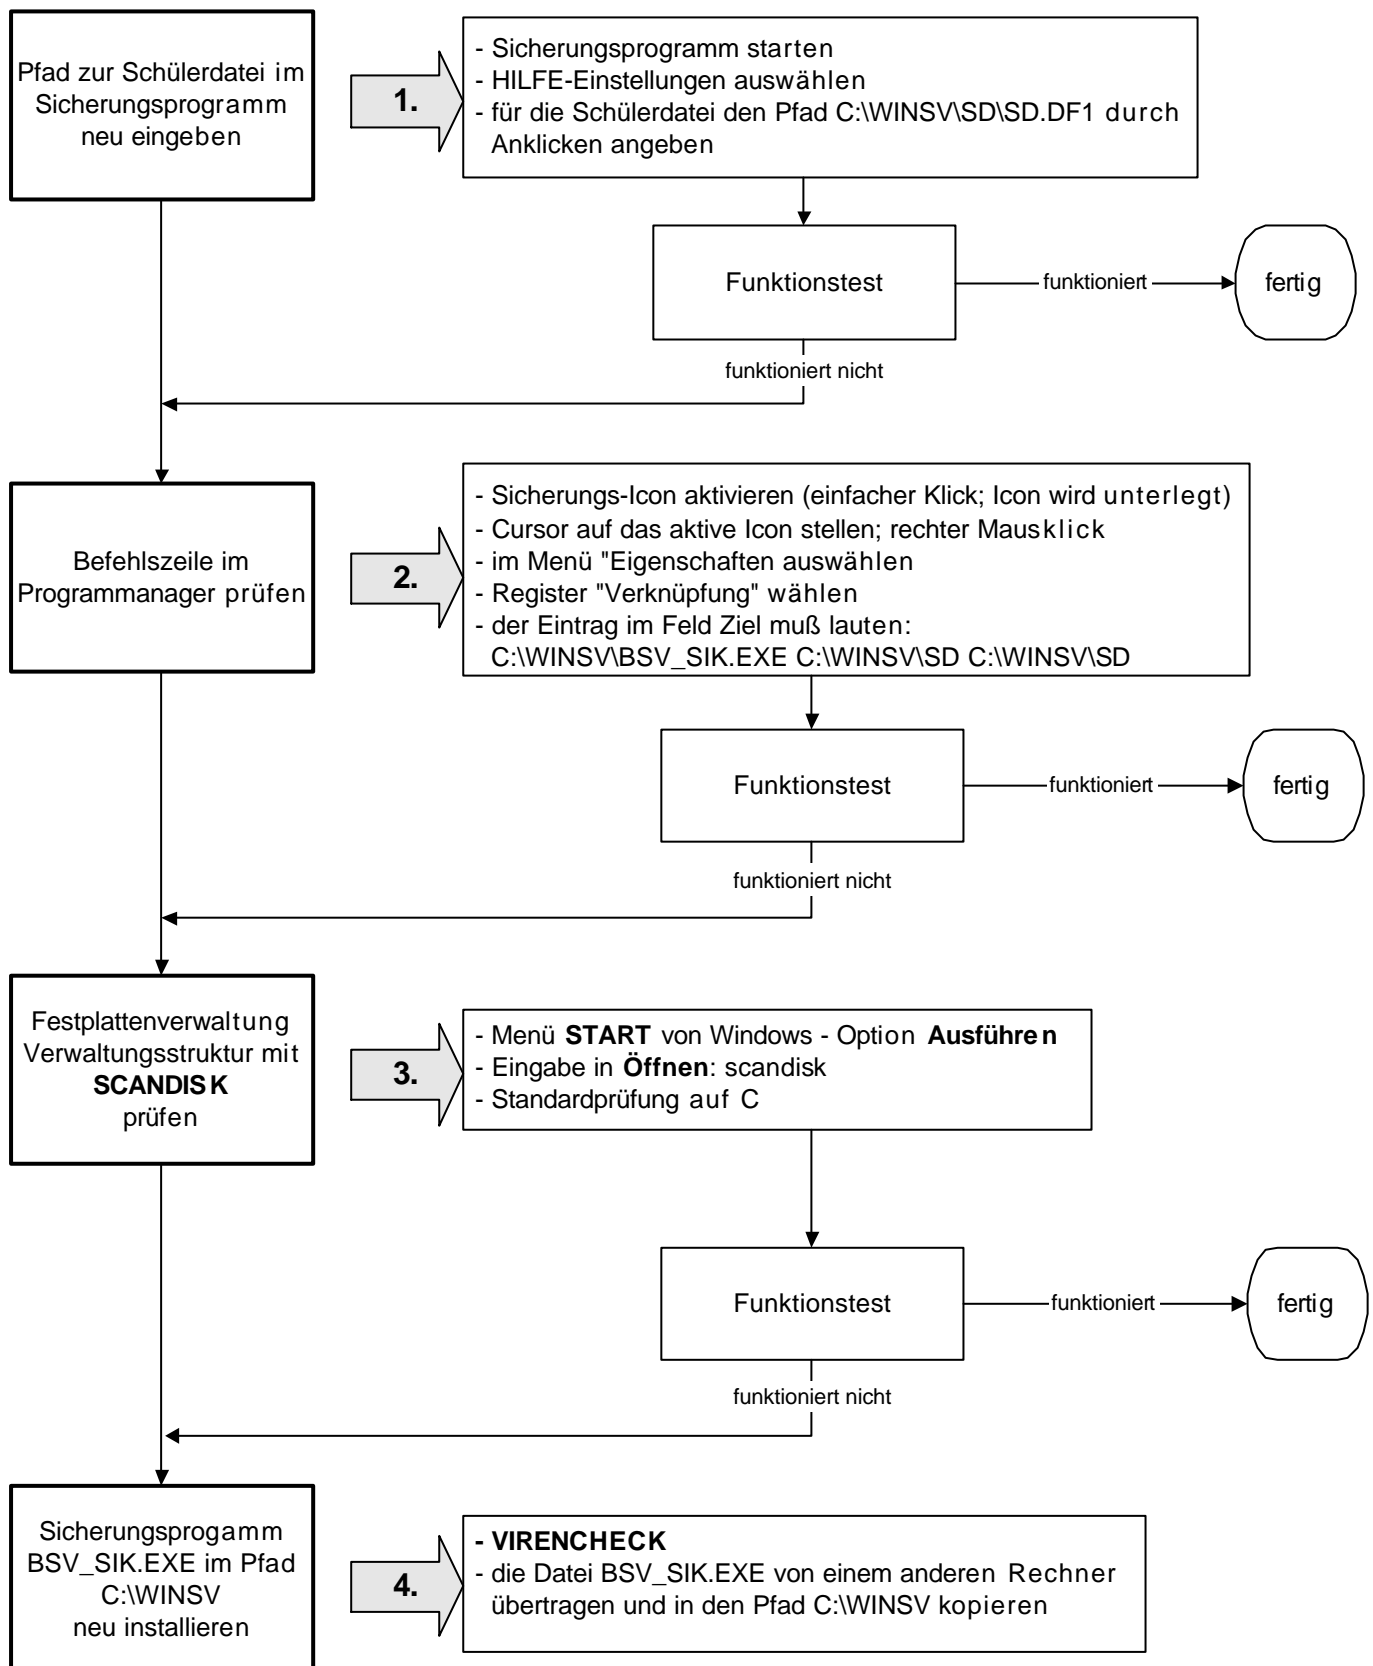 Pfad zur Schülerdatei im
Sicherungsprogramm
neu eingeben
1.
- Sicherungsprogramm starten
- HILFE-Einstellungen auswählen
- für die Schülerdatei den Pfad C:\WINSV\SD\SD.DF1 durch
Anklicken angeben
Funktionstest
funktioniert
fertig
funktioniert nicht
Befehlszeile im
Programmanager prüfen
2.
- Sicherungs-Icon aktivieren (einfacher Klick; Icon wird unterlegt)
- Cursor auf das aktive Icon stellen; rechter Mausklick
- im Menü "Eigenschaften auswählen
- Register "Verknüpfung" wählen
- der Eintrag im Feld Ziel muß lauten:
C:\WINSV\BSV_SIK.EXE C:\WINSV\SD C:\WINSV\SD
Funktionstest
funktioniert
fertig
funktioniert nicht
Festplattenverwaltung
Verwaltungsstruktur mit
SCANDISK
prüfen
3.
- Menü START von Windows - Option Ausführen
- Eingabe in Öffnen: scandisk
- Standardprüfung auf C
Funktionstest
funktioniert
fertig
funktioniert nicht
Sicherungsprogamm
BSV_SIK.EXE im Pfad
C:\WINSV
neu installieren
4.
- VIRENCHECK
- die Datei BSV_SIK.EXE von einem anderen Rechner
übertragen und in den Pfad C:\WINSV kopieren